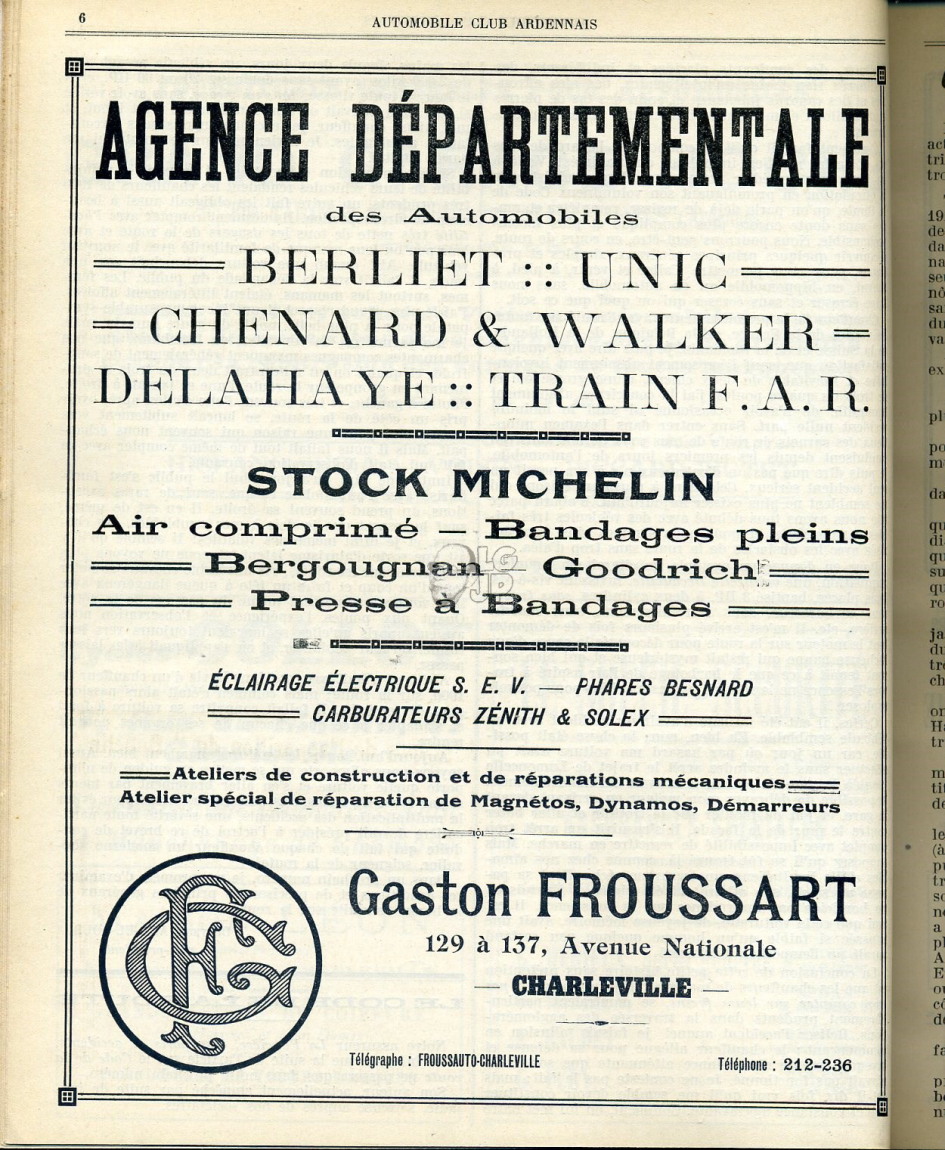 6
AUTOMOBILE CLUB ARDENNAIS
AGENCE DÉPARTEMENTALE
des Automobiles
BERLIET :: UNIC
CHENARD & WALKER
DELAHAYE :: TRAIN F. A. R.
STOCK MICHELIN
Air comprimé — Bandages pleins
Bergougnan — Goodrich
Presse à Bandages
ÉCLAIRAGE ÉLECTRIQUE S. E. V. — PHARES BESNARD
CARBURATEURS ZÉNITH & SOLEX
Ateliers de construction et de réparations mécaniques
Atelier spécial de réparation de Magnétos, Dynamos, Démarreurs
GF
Gaston FROUSSART
129 à 137, Avenue Nationale
CHARLEVILLE
Télégraphe : FROUSSAUTO-CHARLEVILLE
Téléphone : 212-236
LG
JP